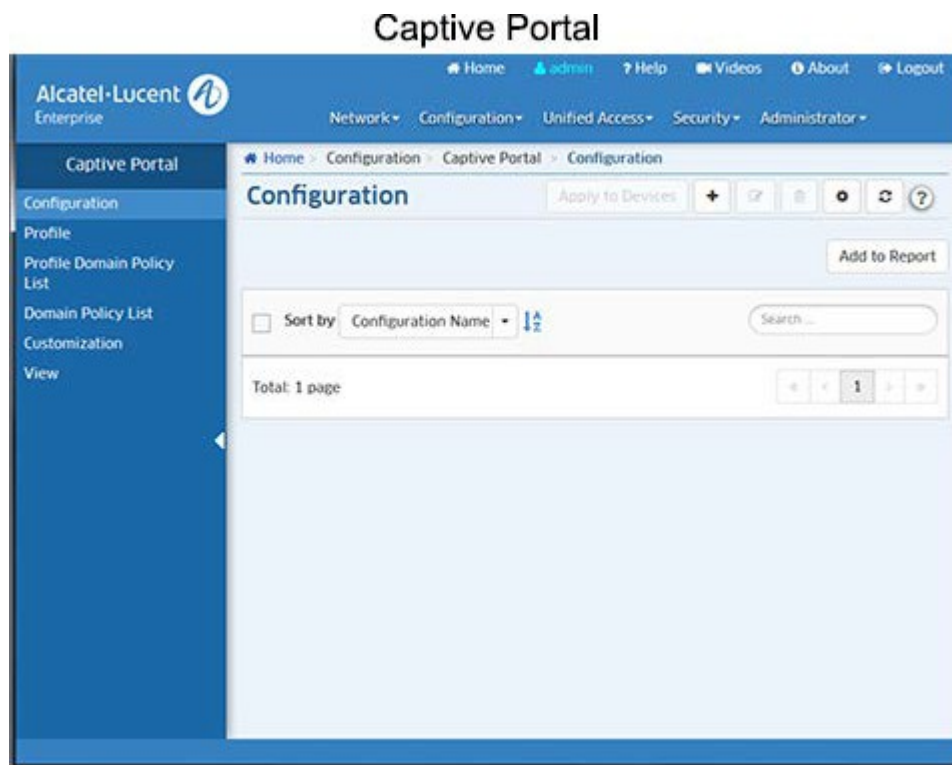 Captive Portal
Home admin ? Help Videos About Logout
Alcatel·Lucent
Enterprise
Network Configuration Unified Access Security Administrator
Captive Portal
Home > Configuration > Captive Portal > Configuration
Configuration
Profile
Profile Domain Policy
List
Domain Policy List
Customization
View
Configuration
Apply to Devices + ?
Add to Report
Sort by Configuration Name
Search ...
Total: 1 page
« < 1 > »